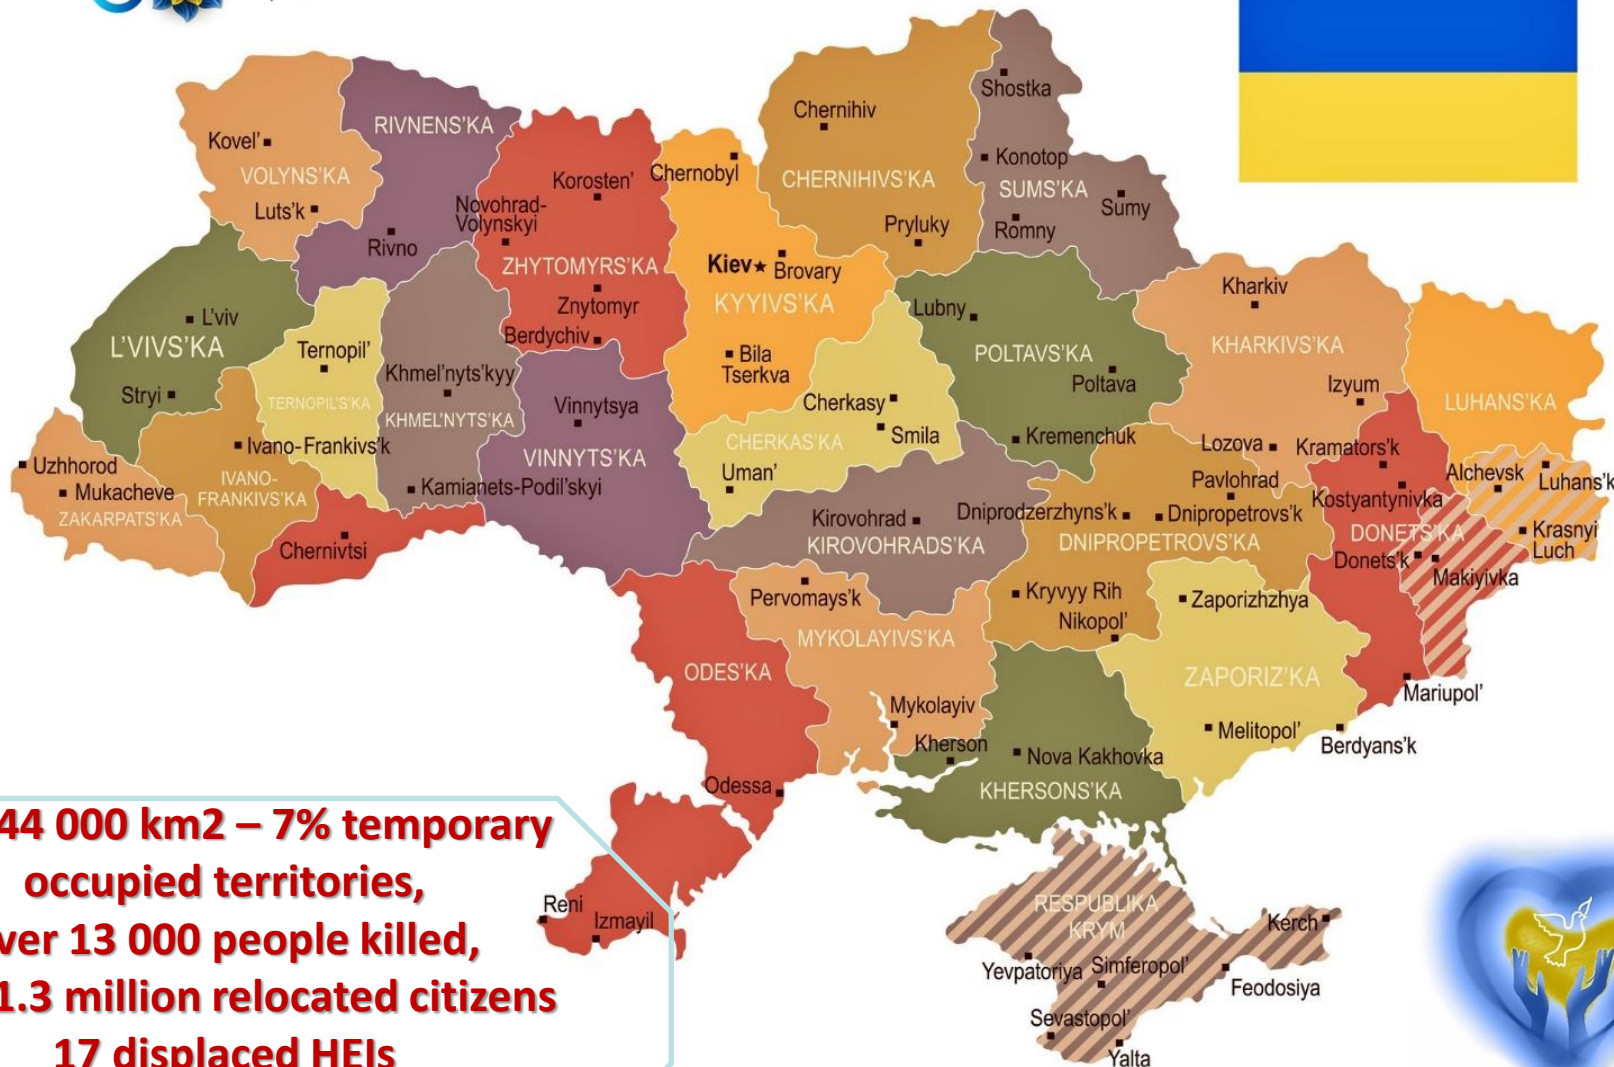 Shostka
Chernihiv
Konotop
CHERNIHIVS'KA
SUMS'KA
Sumy
Romny
Pryluky
RIVNENS'KA
Kovel'
VOLYNS'KA
Luts'k
Rivno
Korosten'
Chernobyl
Novohrad-
Volynskyi
ZHYTOMYRS'KA
Znytomyr
Berdychiv
Kiev
Brovary
KYYIVS'KA
Bila
Tserkva
L'viv
L'VIVS'KA
Stryi
Ternopil'
TERNOPIL'S'KA
Khmel'nyts'kyy
KHMEL'NYTS'KA
Kamianets-Podil'skyi
Vinnytsya
VINNYTS'KA
Cherkasy
Smila
CHERKAS'KA
Uman'
Lubny
POLTAVS'KA
Poltava
Kremenchuk
Kharkiv
KHARKIVS'KA
Izyum
Lozova
LUHANS'KA
Alchevsk
Luhans'k
Krasnyi
Luch
Kramators'k
Kostyantynivka
DONETS'KA
Donets'k
Makiyivka
Mariupol'
Uzhhorod
Mukacheve
ZAKARPATS'KA
Ivano-Frankivs'k
IVANO-
FRANKIVS'KA
Chernivtsi
Kirovohrad
KIROVOHRADS'KA
Dniprodzerzhyns'k
Pavlohrad
Dnipropetrovs'k
DNIPROPETROVS'KA
Kryvyy Rih
Nikopol'
Zaporizhzhya
ZAPORIZ'KA
Melitopol'
Berdyans'k
Pervomays'k
MYKOLAYIVS'KA
Mykolayiv
ODES'KA
Odessa
Reni
Izmayil
Kherson
Nova Kakhovka
KHERSONS'KA
RESPUBLIKA
KRYM
Kerch
Yevpatoriya
Simferopol'
Feodosiya
Sevastopol'
Yalta
44 000 km2 – 7% temporary
occupied territories,
ver 13 000 people killed,
1.3 million relocated citizens
17 displaced HEIs